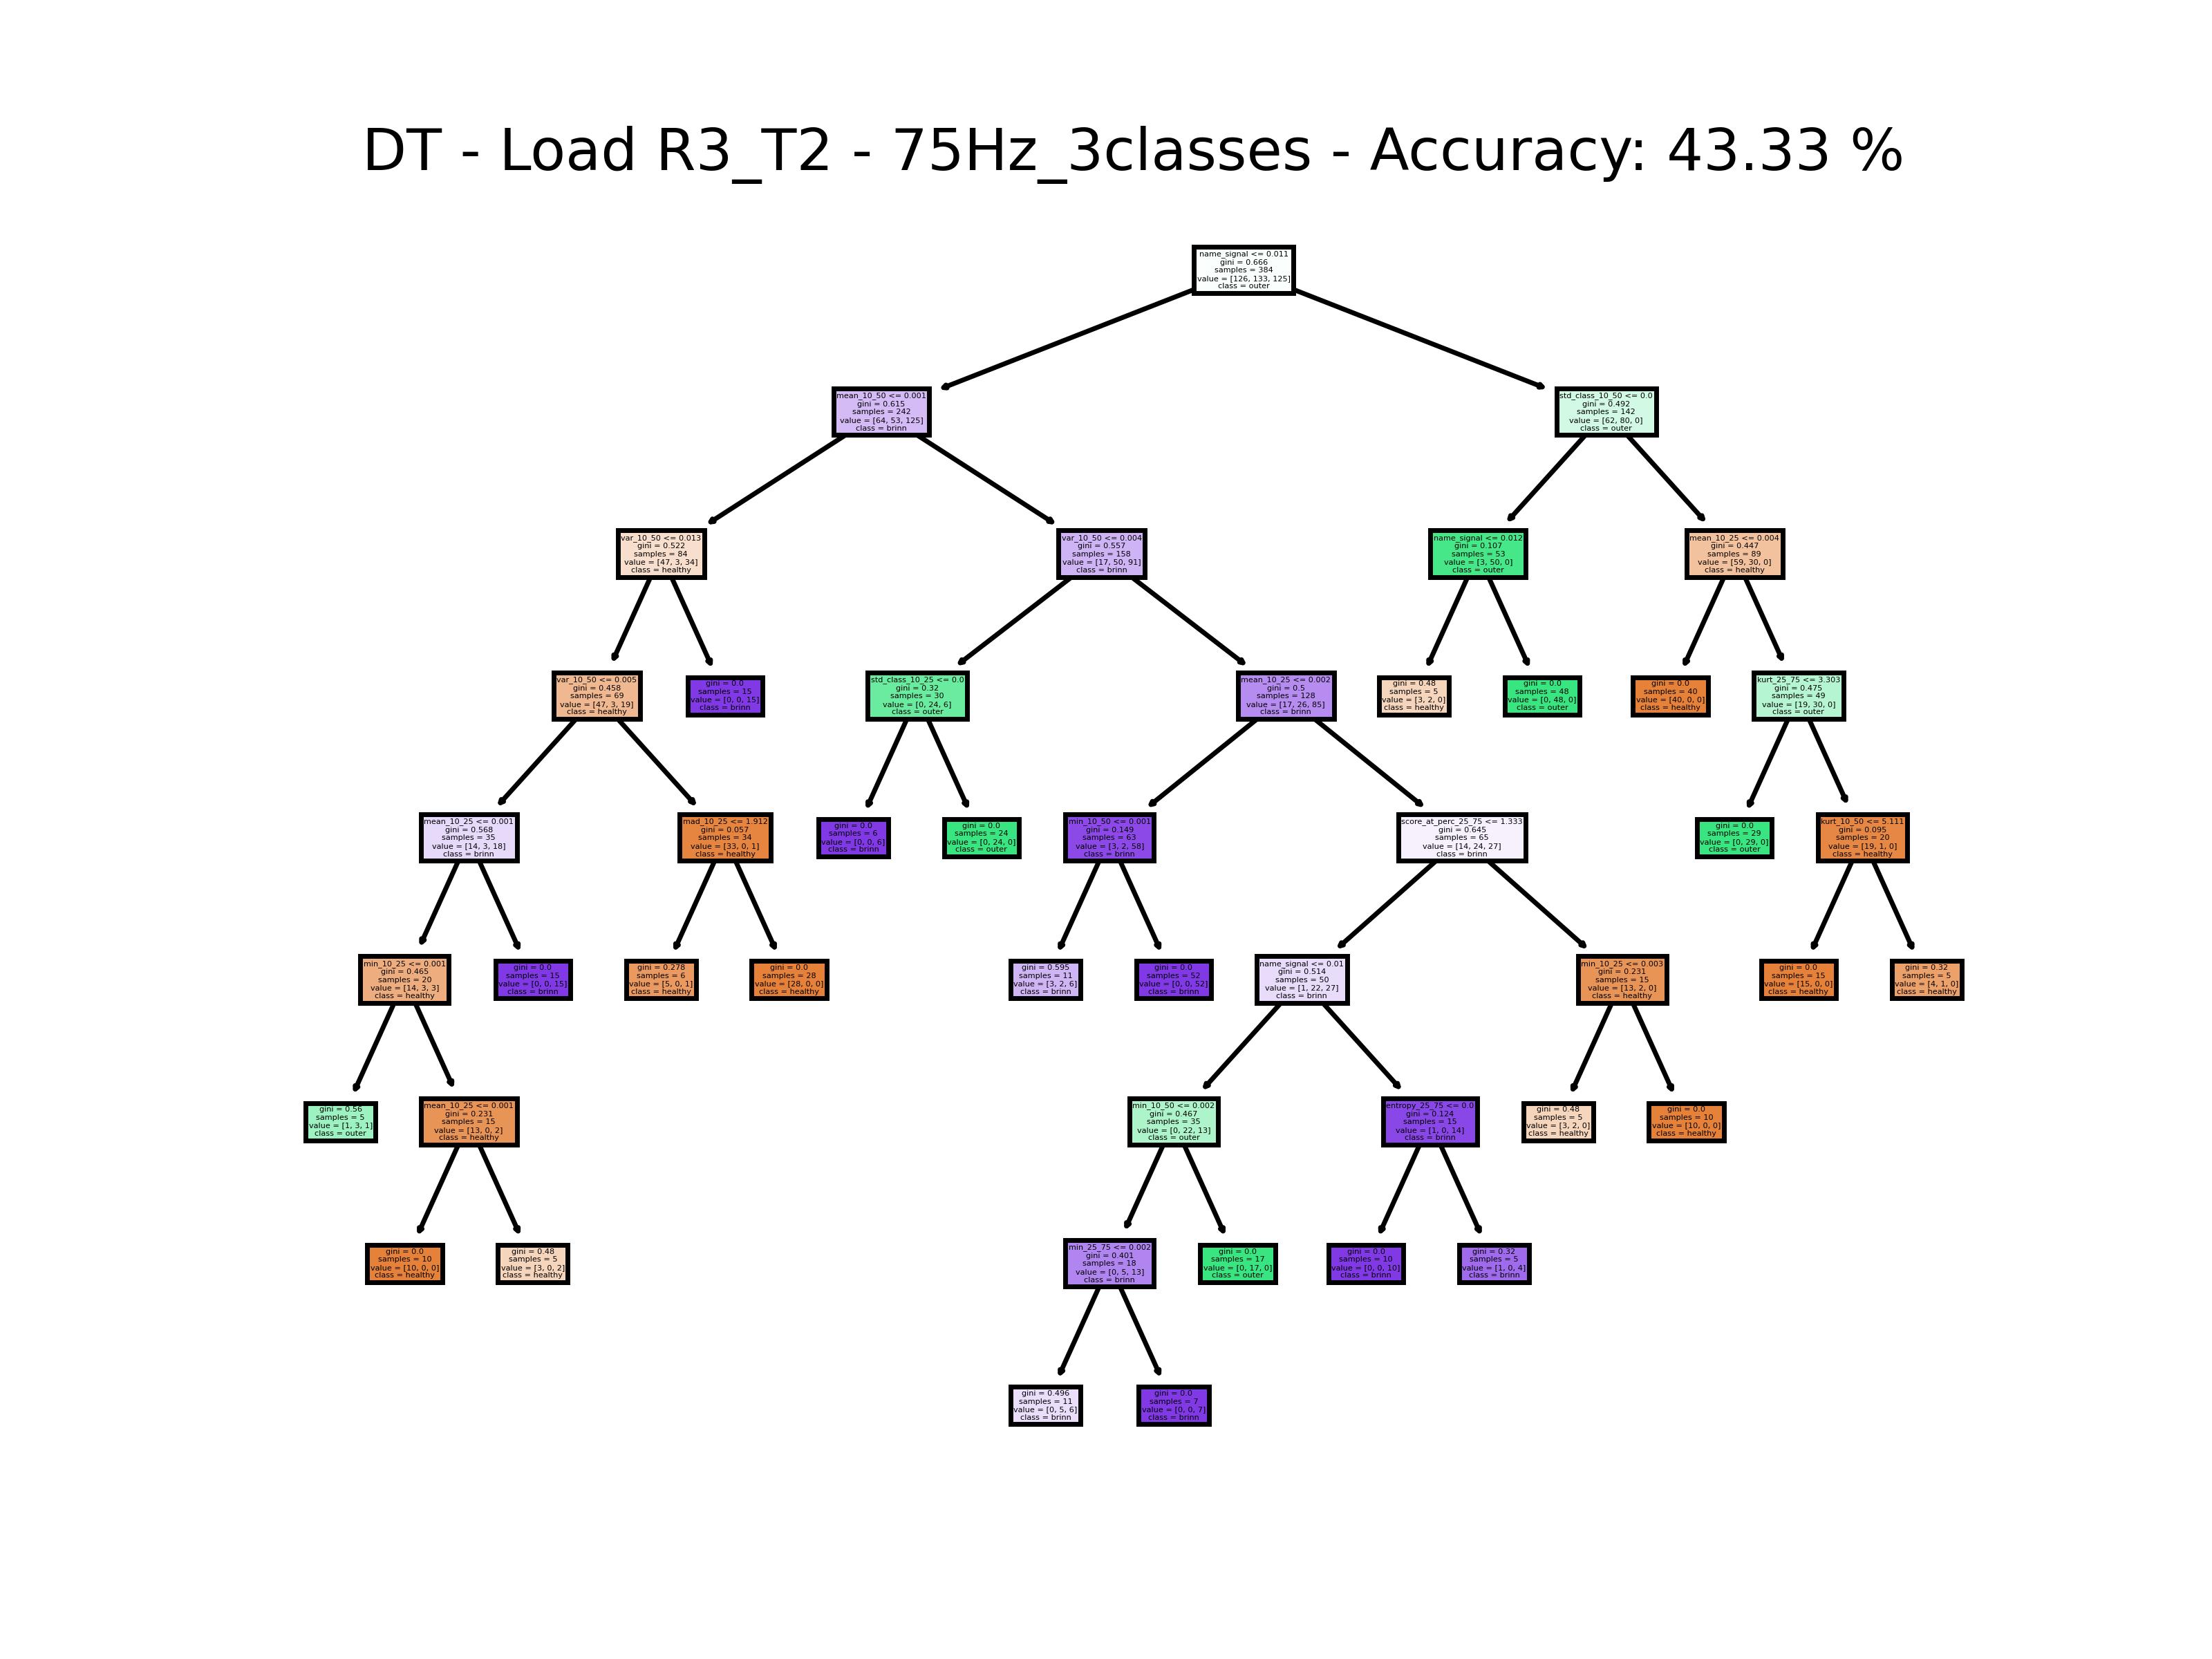 DT - Load R3_T2 - 75Hz_3classes - Accuracy: 43.33 %
name_signal <= 0.011
gini = 0.666
samples = 384
value = [126, 133, 125]
class = outer
mean_10_50 <= 0.001
gini = 0.615
samples = 242
value = [64, 53, 125]
class = brinn
std_class_10_50 <= 0.0
gini = 0.492
samples = 142
value = [62, 80, 0]
class = outer
var_10_50 <= 0.013
gini = 0.522
samples = 84
value = [47, 3, 34]
class = healthy
var_10_50 <= 0.004
gini = 0.557
samples = 158
value = [17, 50, 91]
class = brinn
name_signal <= 0.012
gini = 0.107
samples = 53
value = [3, 50, 0]
class = outer
mean_10_25 <= 0.004
gini = 0.447
samples = 89
value = [59, 30, 0]
class = healthy
var_10_50 <= 0.005
gini = 0.458
samples = 69
value = [47, 3, 19]
class = healthy
gini = 0.0
samples = 15
value = [0, 0, 15]
class = brinn
std_class_10_25 <= 0.0
gini = 0.32
samples = 30
value = [0, 24, 6]
class = outer
mean_10_25 <= 0.002
gini = 0.5
samples = 128
value = [17, 26, 85]
class = brinn
gini = 0.48
samples = 5
value = [3, 2, 0]
class = healthy
gini = 0.0
samples = 48
value = [0, 48, 0]
class = outer
gini = 0.0
samples = 40
value = [40, 0, 0]
class = healthy
kurt_25_75 <= 3.303
gini = 0.475
samples = 49
value = [19, 30, 0]
class = outer
mean_10_25 <= 0.001
gini = 0.568
samples = 35
value = [14, 3, 18]
class = brinn
mad_10_25 <= 1.912
gini = 0.057
samples = 34
value = [33, 0, 1]
class = healthy
gini = 0.0
samples = 6
value = [0, 0, 6]
class = brinn
gini = 0.0
samples = 24
value = [0, 24, 0]
class = outer
min_10_50 <= 0.001
gini = 0.149
samples = 63
value = [3, 2, 58]
class = brinn
score_at_perc_25_75 <= 1.333
gini = 0.645
samples = 65
value = [14, 24, 27]
class = brinn
gini = 0.0
samples = 29
value = [0, 29, 0]
class = outer
kurt_10_50 <= 5.111
gini = 0.095
samples = 20
value = [19, 1, 0]
class = healthy
min_10_25 <= 0.001
gini = 0.465
samples = 20
value = [14, 3, 3]
class = healthy
gini = 0.0
samples = 15
value = [0, 0, 15]
class = brinn
gini = 0.278
samples = 6
value = [5, 0, 1]
class = healthy
gini = 0.0
samples = 28
value = [28, 0, 0]
class = healthy
gini = 0.595
samples = 11
value = [3, 2, 6]
class = brinn
gini = 0.0
samples = 52
value = [0, 0, 52]
class = brinn
name_signal <= 0.01
gini = 0.514
samples = 50
value = [1, 22, 27]
class = brinn
min_10_25 <= 0.003
gini = 0.231
samples = 15
value = [13, 2, 0]
class = healthy
gini = 0.0
samples = 15
value = [15, 0, 0]
class = healthy
gini = 0.32
samples = 5
value = [4, 1, 0]
class = healthy
gini = 0.56
samples = 5
value = [1, 3, 1]
class = outer
mean_10_25 <= 0.001
gini = 0.231
samples = 15
value = [13, 0, 2]
class = healthy
min_10_50 <= 0.002
gini = 0.467
samples = 35
value = [0, 22, 13]
class = outer
entropy_25_75 <= 0.0
gini = 0.124
samples = 15
value = [1, 0, 14]
class = brinn
gini = 0.48
samples = 5
value = [3, 2, 0]
class = healthy
gini = 0.0
samples = 10
value = [10, 0, 0]
class = healthy
gini = 0.0
samples = 10
value = [10, 0, 0]
class = healthy
gini = 0.48
samples = 5
value = [3, 0, 2]
class = healthy
min_25_75 <= 0.002
gini = 0.401
samples = 18
value = [0, 5, 13]
class = brinn
gini = 0.0
samples = 17
value = [0, 17, 0]
class = outer
gini = 0.0
samples = 10
value = [0, 0, 10]
class = brinn
gini = 0.32
samples = 5
value = [1, 0, 4]
class = brinn
gini = 0.496
samples = 11
value = [0, 5, 6]
class = brinn
gini = 0.0
samples = 7
value = [0, 0, 7]
class = brinn